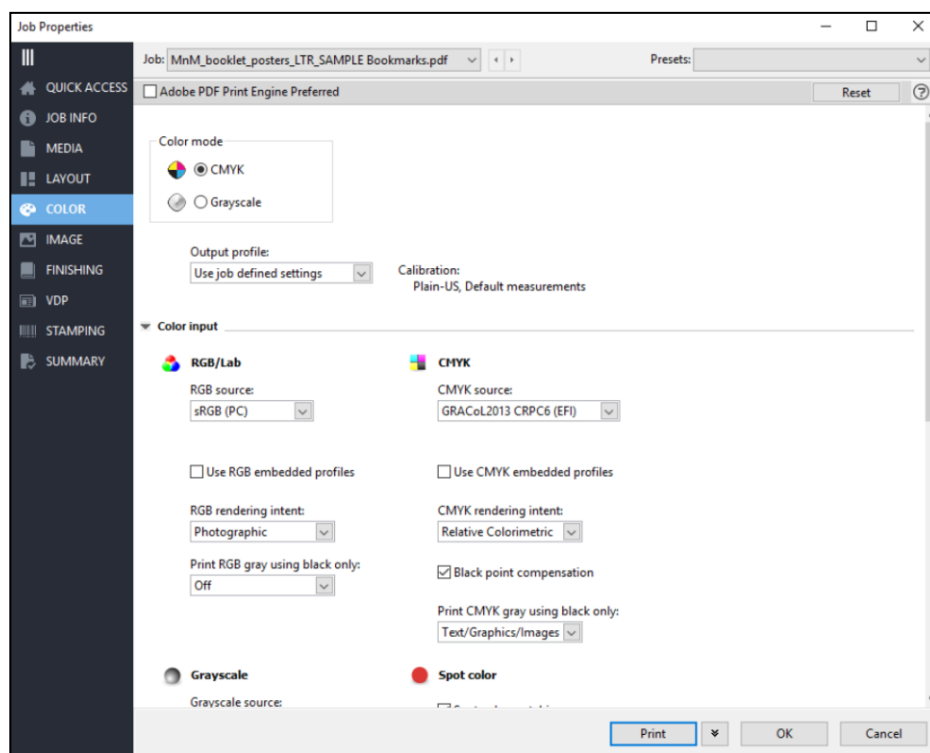 Job Properties
Job: MnM_booklet_posters_LTR_SAMPLE Bookmarks.pdf Presets:
QUICK ACCESS
Adobe PDF Print Engine Preferred Reset ?
JOB INFO
MEDIA
LAYOUT
COLOR
IMAGE
FINISHING
VDP
STAMPING
SUMMARY
Color mode
CMYK
Grayscale
Output profile:
Use job defined settings
Calibration:
Plain-US, Default measurements
Color input
RGB/Lab
RGB source:
sRGB (PC)
Use RGB embedded profiles
RGB rendering intent:
Photographic
Print RGB gray using black only:
Off
CMYK
CMYK source:
GRACoL2013 CRPC6 (EFI)
Use CMYK embedded profiles
CMYK rendering intent:
Relative Colorimetric
Black point compensation
Print CMYK gray using black only:
Text/Graphics/Images
Grayscale
Grayscale source:
Spot color
Print OK Cancel